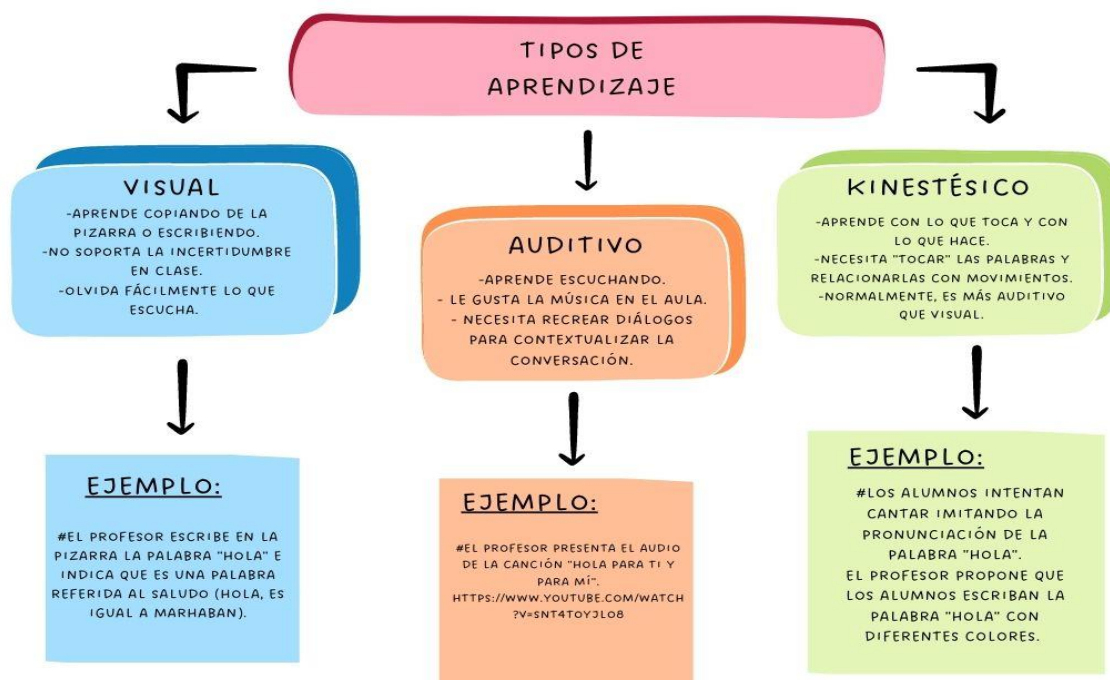 TIPOS DE
APRENDIZAJE
VISUAL
-APRENDE COPIANDO DE LA
PIZARRA O ESCRIBIENDO.
-NO SOPORTA LA INCERTIDUMBRE
EN CLASE.
-OLVIDA FÁCILMENTE LO QUE
ESCUCHA.
AUDITIVO
-APRENDE ESCUCHANDO.
- LE GUSTA LA MÚSICA EN EL AULA.
- NECESITA RECREAR DIÁLOGOS
PARA CONTEXTUALIZAR LA
CONVERSACIÓN.
KINESTÉSICO
-APRENDE CON LO QUE TOCA Y CON
LO QUE HACE.
-NECESITA "TOCAR" LAS PALABRAS Y
RELACIONARLAS CON MOVIMIENTOS.
-NORMALMENTE, ES MÁS AUDITIVO
QUE VISUAL.
EJEMPLO:
#EL PROFESOR ESCRIBE EN LA
PIZARRA LA PALABRA "HOLA" E
INDICA QUE ES UNA PALABRA
REFERIDA AL SALUDO (HOLA, ES
IGUAL A MARHABAN).
EJEMPLO:
#EL PROFESOR PRESENTA EL AUDIO
DE LA CANCIÓN "HOLA PARA TI Y
PARA MÍ".
HTTPS://WWW.YOUTUBE.COM/WATCH
?V=SNT4TOYJLO8
EJEMPLO:
#LOS ALUMNOS INTENTAN
CANTAR IMITANDO LA
PRONUNCIACIÓN DE LA
PALABRA "HOLA".
EL PROFESOR PROPONE QUE
LOS ALUMNOS ESCRIBAN LA
PALABRA "HOLA" CON
DIFERENTES COLORES.